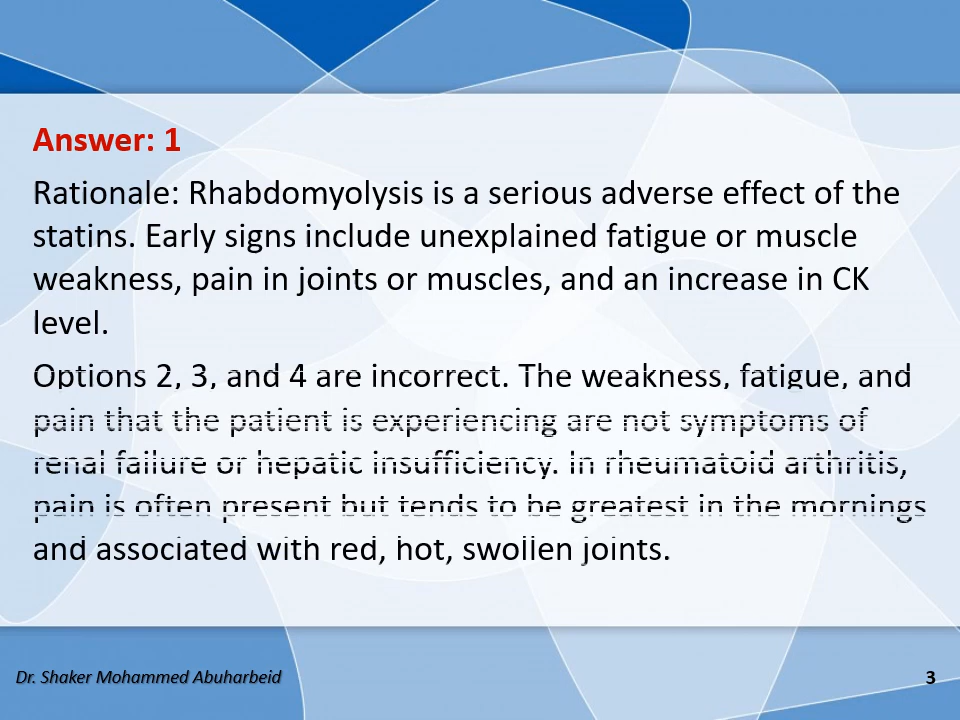 Answer: 1
Rationale: Rhabdomyolysis is a serious adverse effect of the
statins. Early signs include unexplained fatigue or muscle
weakness, pain in joints or muscles, and an increase in CK
level.
Options 2, 3, and 4 are incorrect. The weakness, fatigue, and
pain that the patient is experiencing are not symptoms of
renal failure or hepatic insufficiency. In rheumatoid arthritis,
pain is often present but tends to be greatest in the mornings
and associated with red, hot, swollen joints.
Dr. Shaker Mohammed Abuharbeid
3